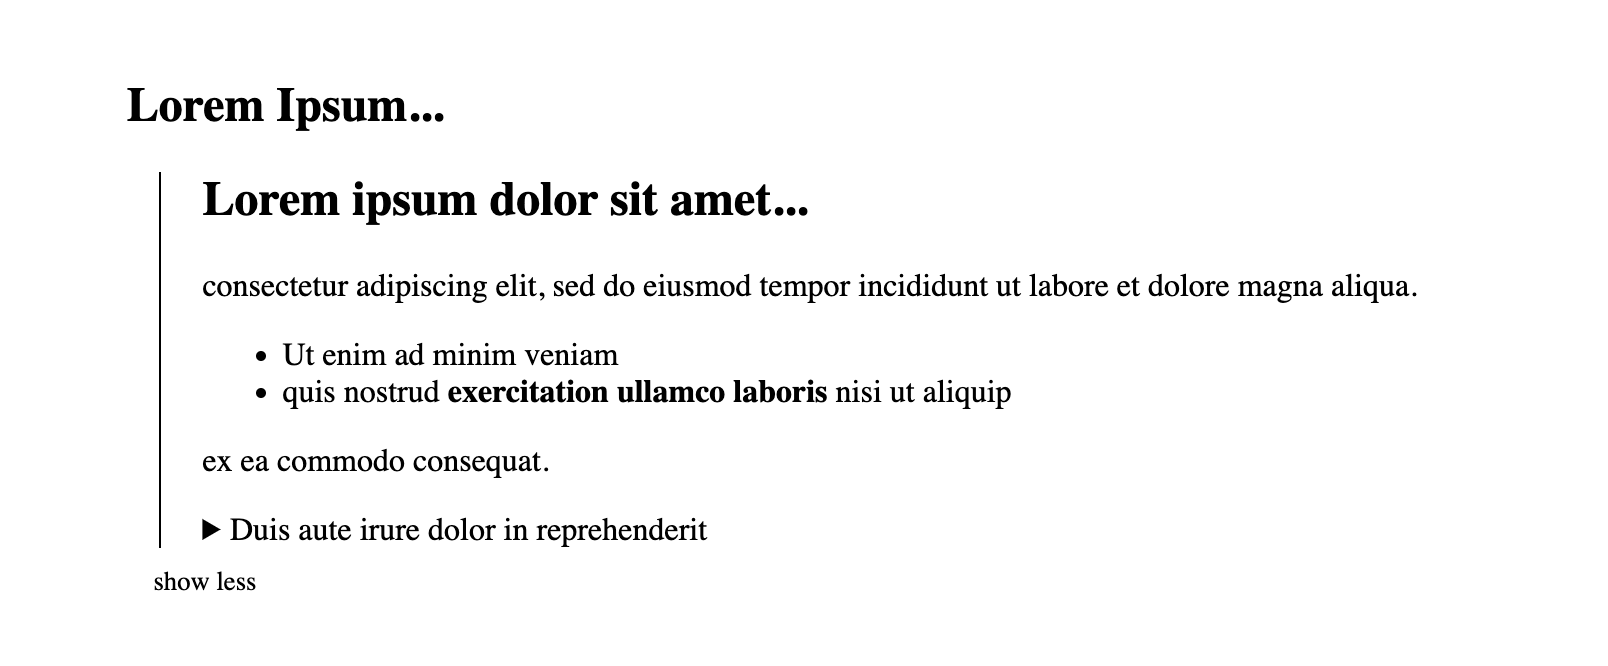 Lorem Ipsum...
Lorem ipsum dolor sit amet...
consectetur adipiscing elit, sed do eiusmod tempor incididunt ut labore et dolore magna aliqua.
• Ut enim ad minim veniam
• quis nostrud exercitation ullamco laboris nisi ut aliquip
ex ea commodo consequat.
▶ Duis aute irure dolor in reprehenderit
show less